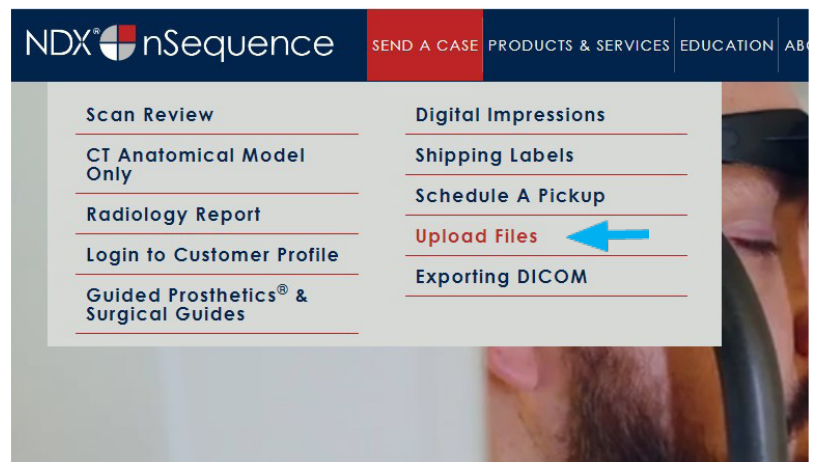 NDX® nSequence
SEND A CASE
PRODUCTS & SERVICES
EDUCATION
Scan Review
CT Anatomical Model
Only
Radiology Report
Login to Customer Profile
Guided Prosthetics® &
Surgical Guides
Digital Impressions
Shipping Labels
Schedule A Pickup
Upload Files
Exporting DICOM